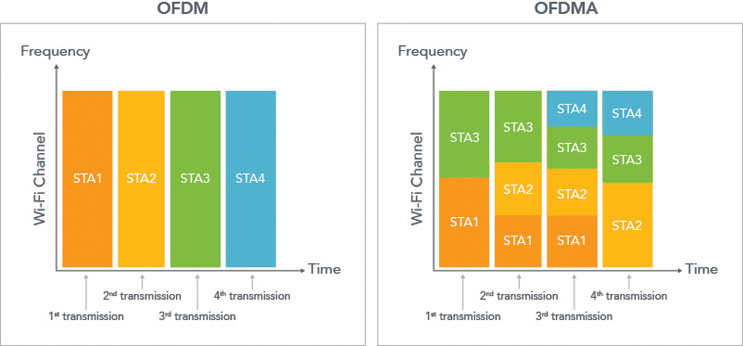 OFDM
Frequency
Wi-Fi Channel
STA1 STA2 STA3 STA4
Time
2nd transmission 4th transmission
1st transmission 3rd transmission
OFDMA
Frequency
Wi-Fi Channel
STA4 STA4
STA3 STA3 STA3 STA3
STA2 STA2
STA1 STA2
STA1 STA1
Time
2nd transmission 4th transmission
1st transmission 3rd transmission